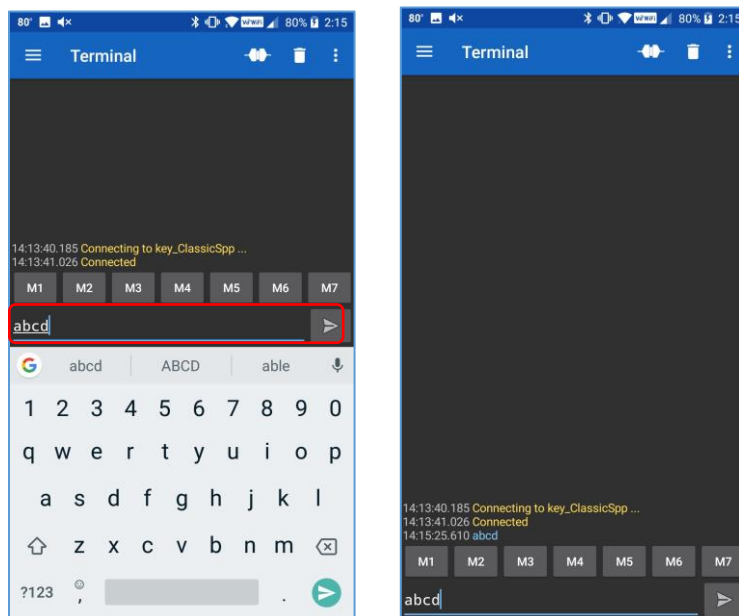 80° 80% 2:15
Terminal
14:13:40.185 Connecting to key_ClassicSpp ...
14:13:41.026 Connected
M1 M2 M3 M4 M5 M6 M7
abcd
G abcd ABCD able
1 2 3 4 5 6 7 8 9 0
q w e r t y u i o p
a s d f g h j k l
z x c v b n m
?123 , .
80° 80% 2:15
Terminal
14:13:40.185 Connecting to key_ClassicSpp ...
14:13:41.026 Connected
14:15:25.610 abcd
M1 M2 M3 M4 M5 M6 M7
abcd